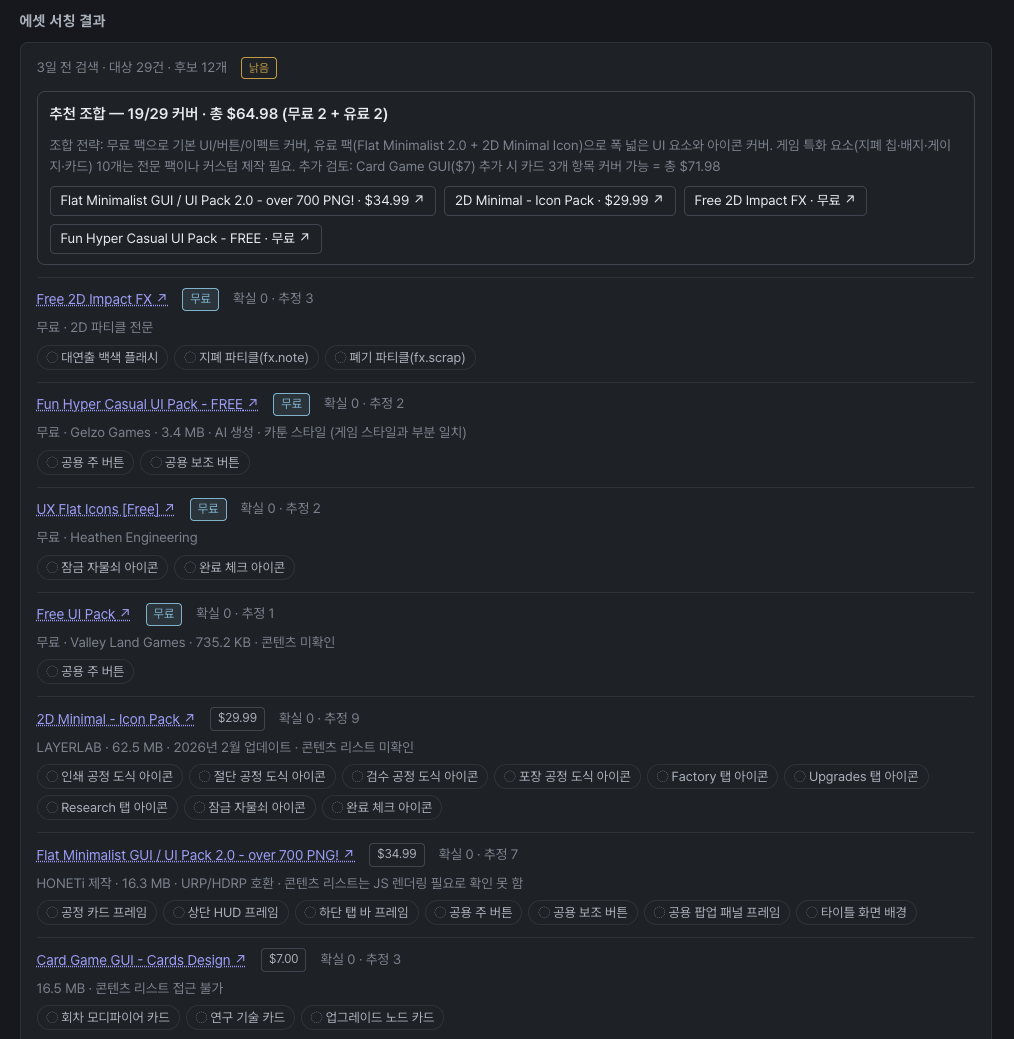 에셋 서칭 결과
3일 전 검색 · 대상 29건 · 후보 12개 낡음
추천 조합 — 19/29 커버 · 총 $64.98 (무료 2 + 유료 2)
조합 전략: 무료 팩으로 기본 UI/버튼/이펙트 커버, 유료 팩(Flat Minimalist 2.0 + 2D Minimal Icon)으로 폭 넓은 UI 요소와 아이콘 커버. 게임 특화 요소(지폐 칩·배지·게이
지·카드) 10개는 전문 팩이나 커스텀 제작 필요. 추가 검토: Card Game GUI($7) 추가 시 카드 3개 항목 커버 가능 = 총 $71.98
Flat Minimalist GUI / UI Pack 2.0 - over 700 PNG! · $34.99 ↗ 2D Minimal - Icon Pack · $29.99 ↗ Free 2D Impact FX · 무료 ↗
Fun Hyper Casual UI Pack - FREE · 무료 ↗
Free 2D Impact FX ↗ 무료 확실 0 · 추정 3
무료 · 2D 파티클 전문
대연출 백색 플래시 지폐 파티클(fx.note) 폐기 파티클(fx.scrap)
Fun Hyper Casual UI Pack - FREE ↗ 무료 확실 0 · 추정 2
무료 · Gelzo Games · 3.4 MB · AI 생성 · 카툰 스타일 (게임 스타일과 부분 일치)
공용 주 버튼 공용 보조 버튼
UX Flat Icons [Free] ↗ 무료 확실 0 · 추정 2
무료 · Heathen Engineering
잠금 자물쇠 아이콘 완료 체크 아이콘
Free UI Pack ↗ 무료 확실 0 · 추정 1
무료 · Valley Land Games · 735.2 KB · 콘텐츠 미확인
공용 주 버튼
2D Minimal - Icon Pack ↗ $29.99 확실 0 · 추정 9
LAYERLAB · 62.5 MB · 2026년 2월 업데이트 · 콘텐츠 리스트 미확인
인쇄 공정 도식 아이콘 절단 공정 도식 아이콘 검수 공정 도식 아이콘 포장 공정 도식 아이콘 Factory 탭 아이콘 Upgrades 탭 아이콘
Research 탭 아이콘 잠금 자물쇠 아이콘 완료 체크 아이콘
Flat Minimalist GUI / UI Pack 2.0 - over 700 PNG! ↗ $34.99 확실 0 · 추정 7
HONETi 제작 · 16.3 MB · URP/HDRP 호환 · 콘텐츠 리스트는 JS 렌더링 필요로 확인 못 함
공정 카드 프레임 상단 HUD 프레임 하단 탭 바 프레임 공용 주 버튼 공용 보조 버튼 공용 팝업 패널 프레임 타이틀 화면 배경
Card Game GUI - Cards Design ↗ $7.00 확실 0 · 추정 3
16.5 MB · 콘텐츠 리스트 접근 불가
회차 모디파이어 카드 연구 기술 카드 업그레이드 노드 카드